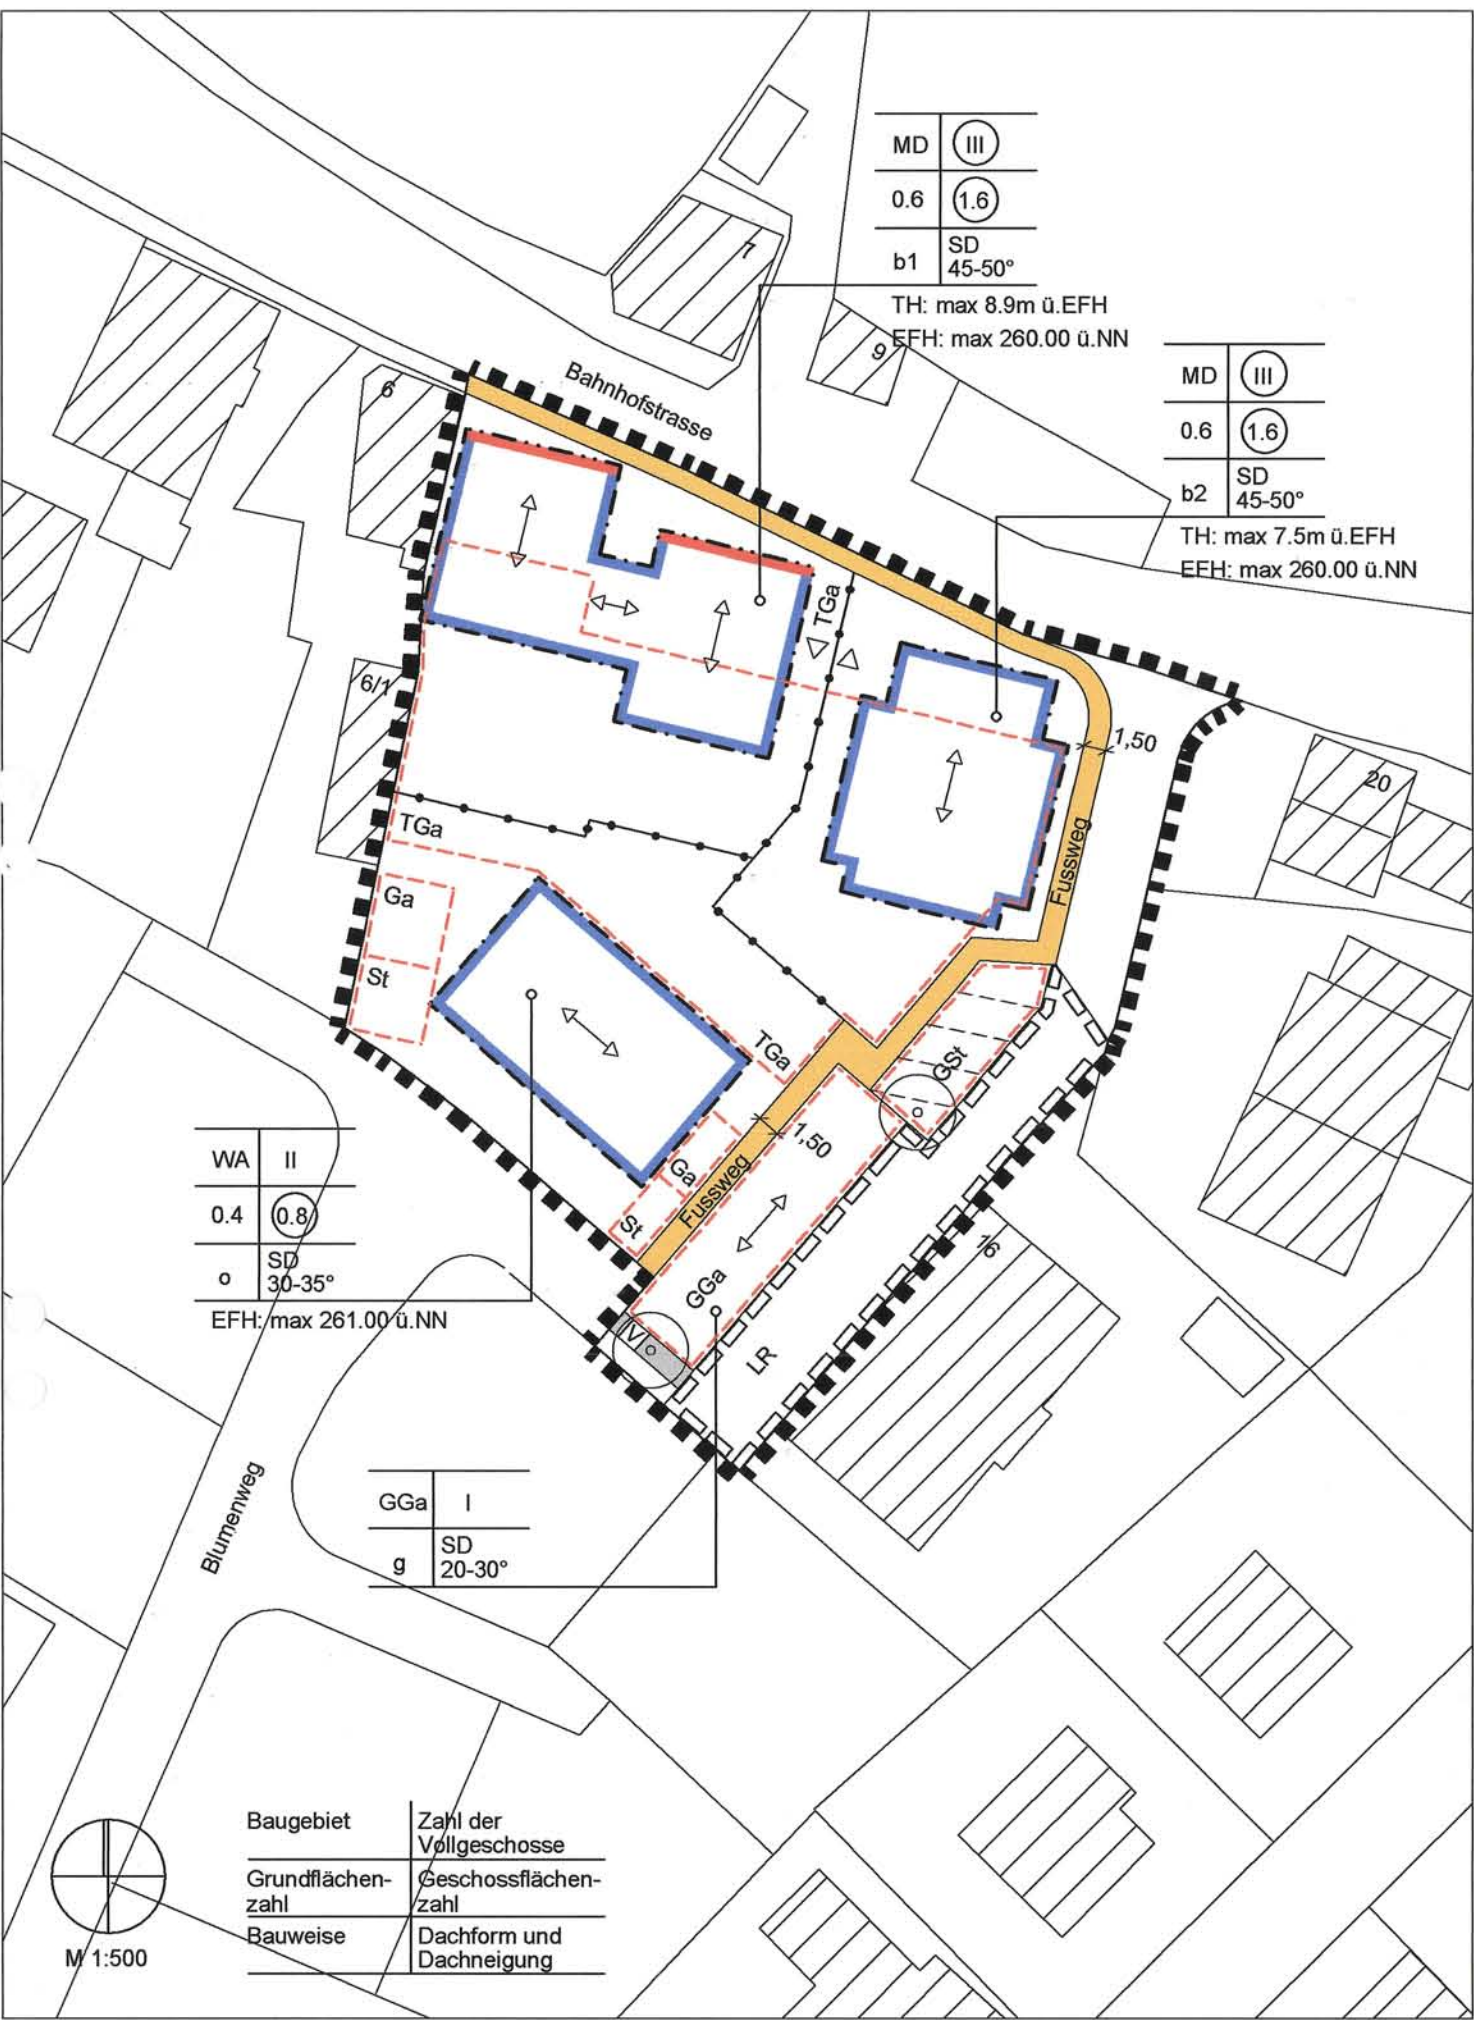 MD III
0.6 1.6
b1 SD
45-50°
TH: max 8.9m ü.EFH
EFH: max 260.00 ü.NN
MD III
0.6 1.6
b2 SD
45-50°
TH: max 7.5m ü.EFH
EFH: max 260.00 ü.NN
7
9
6
Bahnhofstrasse
TGa
6/1
1,50
20
TGa
Fussweg
Ga
St
TGa
GSt
1,50
Ga
Fussweg
St
GGa
V
LR
16
WA II
0.4 0.8
o SD
30-35°
EFH: max 261.00 ü.NN
GGa I
g SD
20-30°
Blumenweg
Baugebiet Zahl der
Vollgeschosse
Grundflächen- Geschossflächen-
zahl zahl
Bauweise Dachform und
Dachneigung
M 1:500